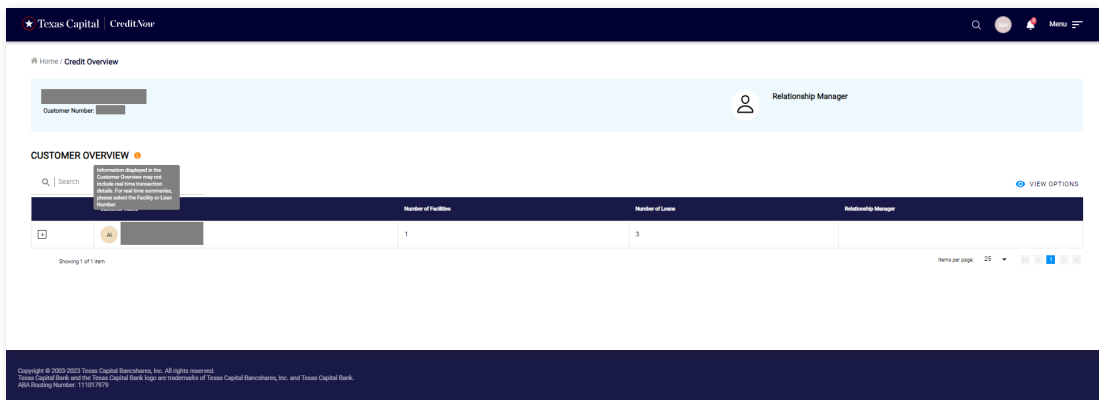 Texas Capital | CreditNow
Menu
Home / Credit Overview
Customer Number:
Relationship Manager
CUSTOMER OVERVIEW
Information displayed in the
Customer Overview may not
include real time transaction
details. For real time summaries,
please select the Facility or Loan
Number.
Search
VIEW OPTIONS
Number of Facilities
Number of Loans
Relationship Manager
AI
1
3
Showing 1 of 1 item
Items per page: 25
1
Copyright © 2003-2023 Texas Capital Bancshares, Inc. All rights reserved.
Texas Capital Bank and the Texas Capital Bank logo are trademarks of Texas Capital Bancshares, Inc. and Texas Capital Bank.
ABA Routing Number: 111017979